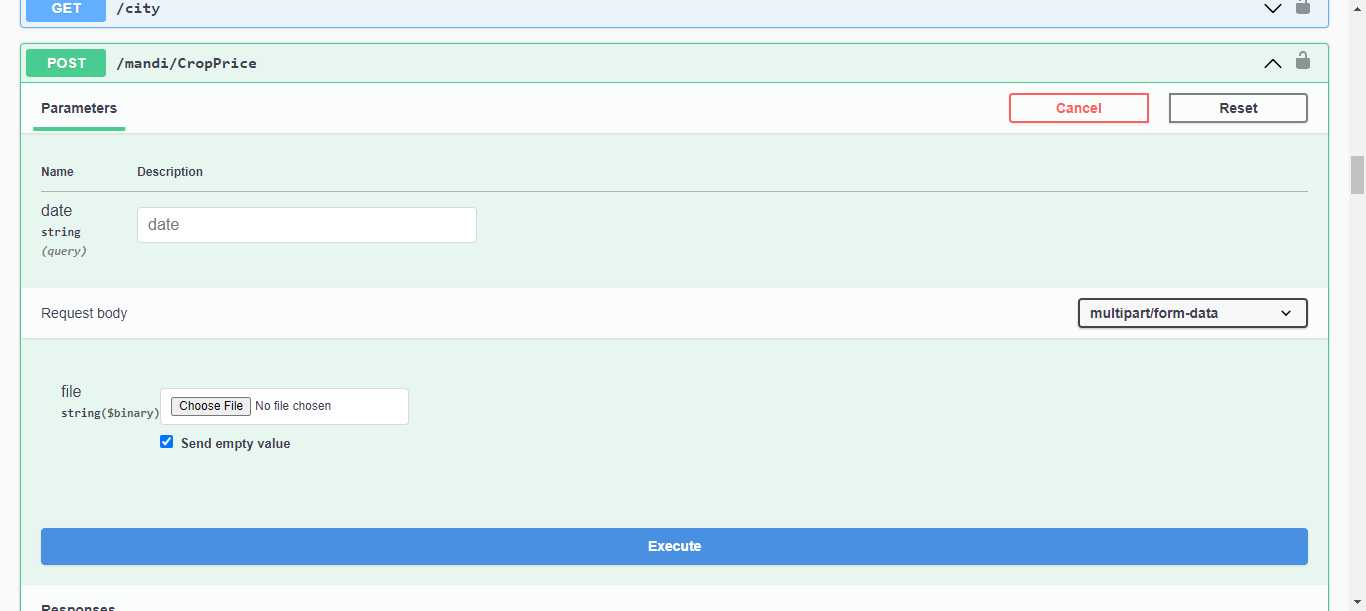 GET /city
POST /mandi/CropPrice
Parameters Cancel Reset
Name Description
date
string
(query)
date
Request body multipart/form-data
file
string($binary)
Choose File No file chosen
Send empty value
Execute
Responses